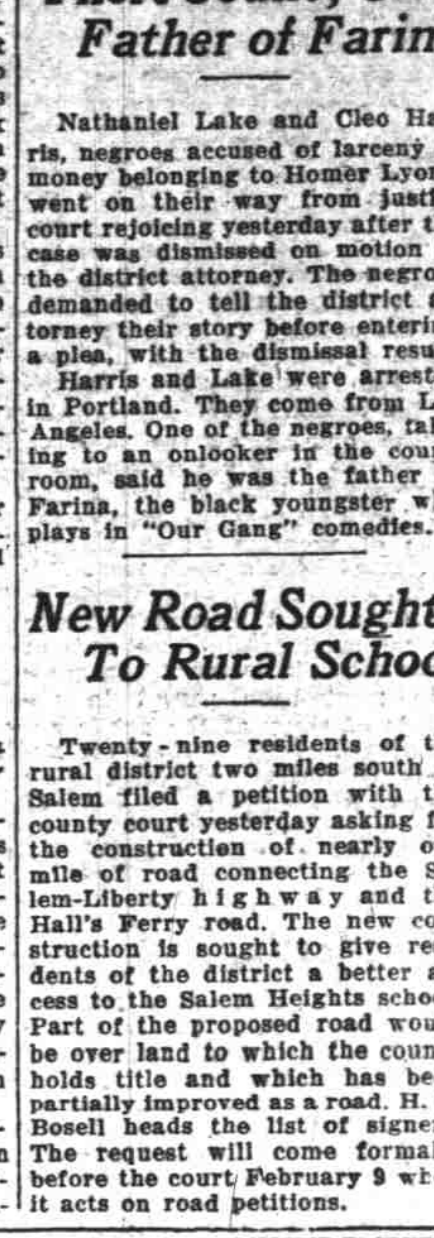 Father of Farin
Nathaniel Lake and Cleo Ha
ris, negroes accused of larceny
money belonging to Homer Lyon
went on their way from justi
court rejoicing yesterday after t
case was dismissed on motion
the district attorney. The negro
demanded to tell the district a
torney their story before enterin
a plea, with the dismissal resu
Harris and Lake were arrest
in Portland. They come from L
Angeles. One of the negroes, tal
ing to an onlooker in the cour
room, said he was the father
Farina, the black youngster w
plays in "Our Gang" comedies.
New Road Sought
To Rural Schoo
Twenty-nine residents of t
rural district two miles south
Salem filed a petition with t
county court yesterday asking f
the construction of nearly o
mile of road connecting the S
lem-Liberty highway and t
Hall's Ferry road. The new co
struction is sought to give res
dents of the district a better a
cess to the Salem Heights schoo
Part of the proposed road wou
be over land to which the coun
holds title and which has be
partially improved as a road. H.
Bosell heads the list of signe
The request will come formal
before the court February 9 wh
it acts on road petitions.